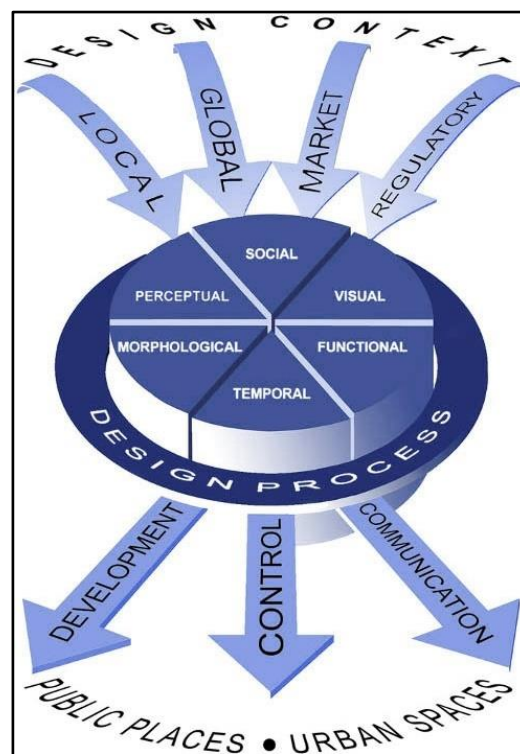 DESIGN CONTEXT
LOCAL
GLOBAL
MARKET
REGULATORY
SOCIAL
PERCEPTUAL
VISUAL
MORPHOLOGICAL
FUNCTIONAL
TEMPORAL
DESIGN PROCESS
DEVELOPMENT
CONTROL
COMMUNICATION
PUBLIC PLACES • URBAN SPACES